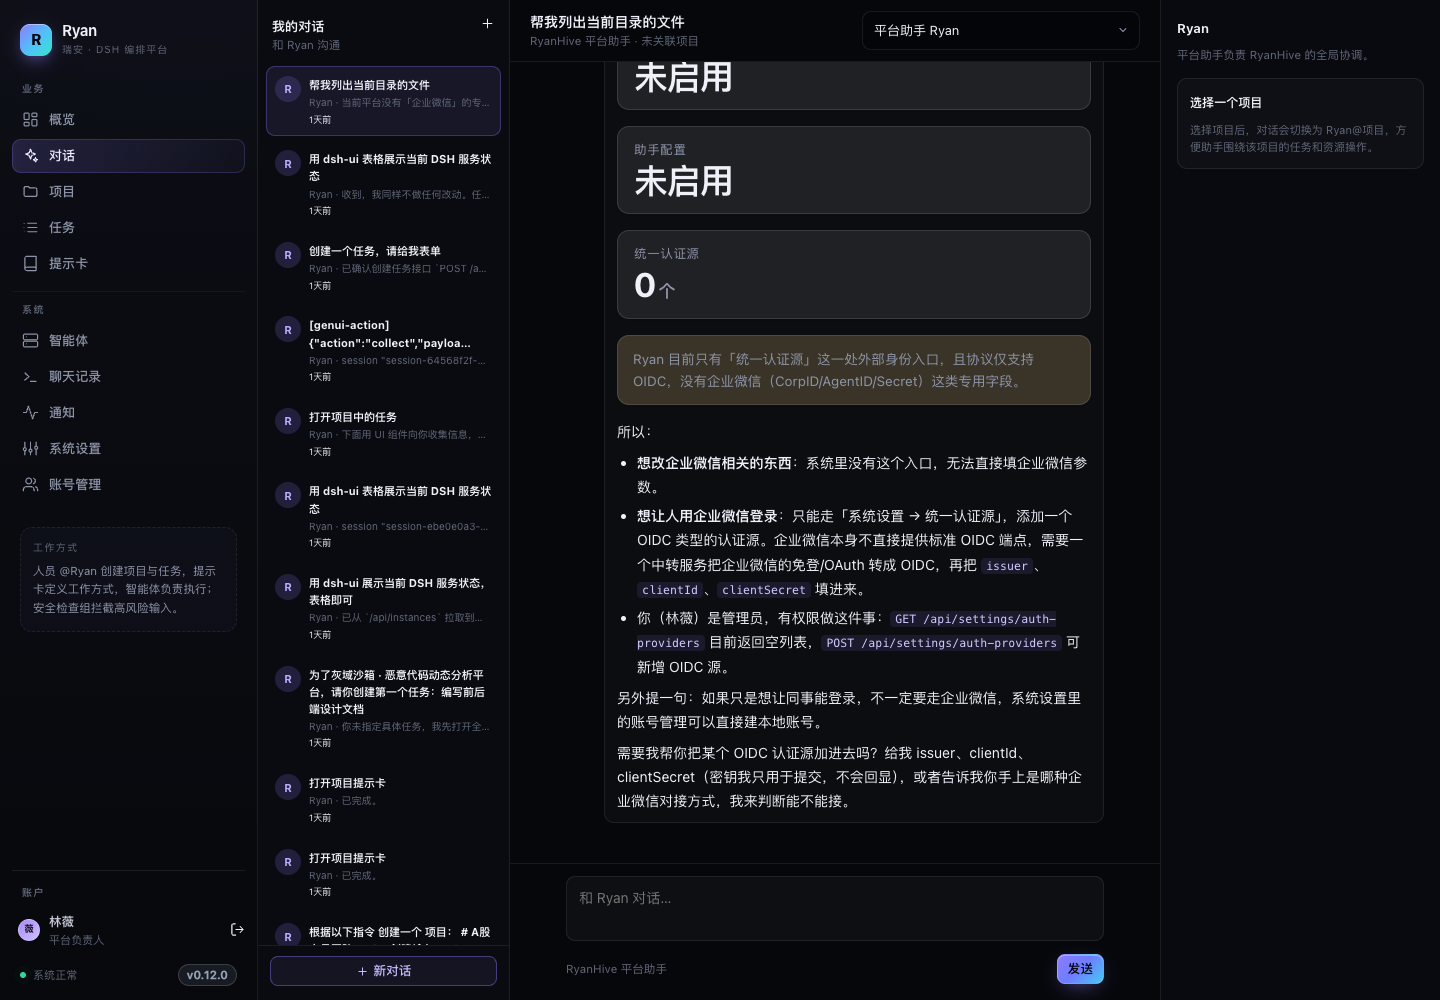 R
Ryan
瑞安 · DSH 编排平台
业务
概览
对话
项目
任务
提示卡
系统
智能体
聊天记录
通知
系统设置
账号管理
工作方式
人员 @Ryan 创建项目与任务，提示
卡定义工作方式，智能体负责执行；
安全检查组拦截高风险输入。
账户
薇
林薇
平台负责人
系统正常
v0.12.0
我的对话
和 Ryan 沟通
R
帮我列出当前目录的文件
Ryan · 当前平台没有「企业微信」的专...
1天前
R
用 dsh-ui 表格展示当前 DSH 服务状
态
Ryan · 收到，我同样不做任何改动。任...
1天前
R
创建一个任务，请给我表单
Ryan · 已确认创建任务接口 `POST /a...
1天前
R
[genui-action]
{"action":"collect","payloa...
Ryan · session "session-64568f2f-...
1天前
R
打开项目中的任务
Ryan · 下面用 UI 组件向你收集信息，...
1天前
R
用 dsh-ui 表格展示当前 DSH 服务状
态
Ryan · session "session-ebe0e0a3-...
1天前
R
用 dsh-ui 展示当前 DSH 服务状态，
表格即可
Ryan · 已从 `/api/instances` 拉取到...
1天前
R
为了灰域沙箱 · 恶意代码动态分析平
台，请你创建第一个任务：编写前后
端设计文档
Ryan · 你未指定具体任务，我先打开全...
1天前
R
打开项目提示卡
Ryan · 已完成。
1天前
R
打开项目提示卡
Ryan · 已完成。
1天前
R
根据以下指令 创建一个 项目： # A股
+ 新对话
帮我列出当前目录的文件
RyanHive 平台助手 · 未关联项目
平台助手 Ryan
未启用
助手配置
未启用
统一认证源
0个
Ryan 目前只有「统一认证源」这一处外部身份入口，且协议仅支持
OIDC，没有企业微信（CorpID/AgentID/Secret）这类专用字段。
所以：
• 想改企业微信相关的东西：系统里没有这个入口，无法直接填企业微信参
数。
• 想让人用企业微信登录：只能走「系统设置 → 统一认证源」，添加一个
OIDC 类型的认证源。企业微信本身不直接提供标准 OIDC 端点，需要一
个中转服务把企业微信的免登/OAuth 转成 OIDC，再把 issuer、
clientId、clientSecret 填进来。
• 你（林薇）是管理员，有权限做这件事：GET /api/settings/auth-
providers 目前返回空列表，POST /api/settings/auth-providers 可
新增 OIDC 源。
另外提一句：如果只是想让同事能登录，不一定要走企业微信，系统设置里
的账号管理可以直接建本地账号。
需要我帮你把某个 OIDC 认证源加进去吗？给我 issuer、clientId、
clientSecret（密钥我只用于提交，不会回显），或者告诉我你手上是哪种企
业微信对接方式，我来判断能不能接。
和 Ryan 对话...
RyanHive 平台助手
发送
Ryan
平台助手负责 RyanHive 的全局协调。
选择一个项目
选择项目后，对话会切换为 Ryan@项目，方
便助手围绕该项目的任务和资源操作。